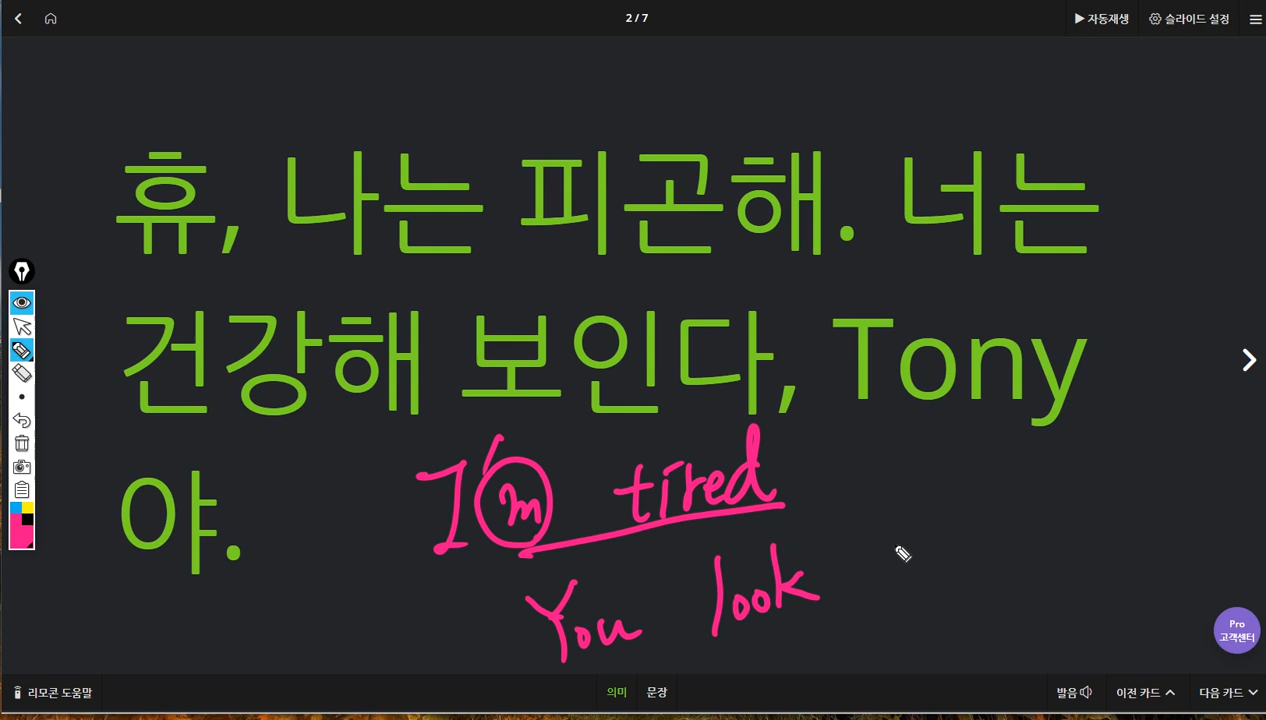 2 / 7
자동재생
슬라이드 설정
휴, 나는 피곤해. 너는
건강해 보인다, Tony
야.
I'm tired
You look
Pro
고객센터
리모콘 도움말
의미
문장
발음
이전 카드
다음 카드